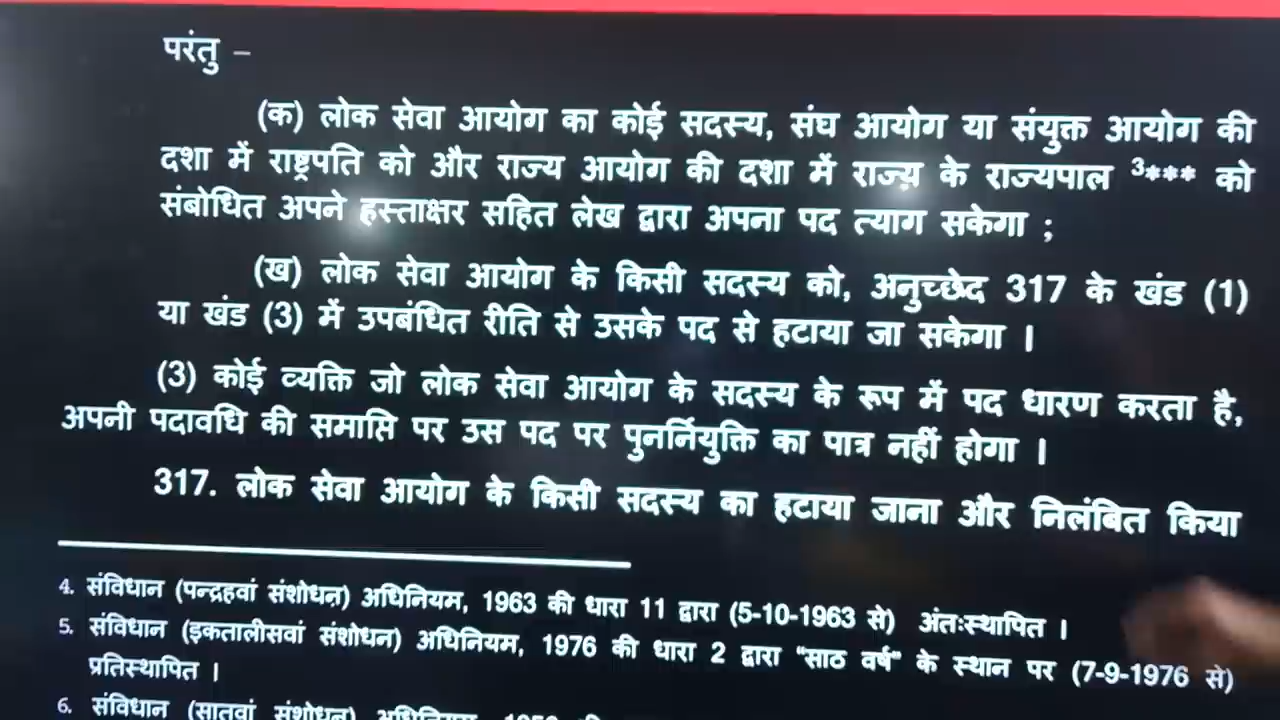 परंतु –
(क) लोक सेवा आयोग का कोई सदस्य, संघ आयोग या संयुक्त आयोग की
दशा में राष्ट्रपति को और राज्य आयोग की दशा में राज्य के राज्यपाल ³*** को
संबोधित अपने हस्ताक्षर सहित लेख द्वारा अपना पद त्याग सकेगा ;
(ख) लोक सेवा आयोग के किसी सदस्य को, अनुच्छेद 317 के खंड (1)
या खंड (3) में उपबंधित रीति से उसके पद से हटाया जा सकेगा ।
(3) कोई व्यक्ति जो लोक सेवा आयोग के सदस्य के रूप में पद धारण करता है,
अपनी पदावधि की समाप्ति पर उस पद पर पुनर्नियुक्ति का पात्र नहीं होगा ।
317. लोक सेवा आयोग के किसी सदस्य का हटाया जाना और निलंबित किया
4. संविधान (पन्द्रहवां संशोधन) अधिनियम, 1963 की धारा 11 द्वारा (5-10-1963 से) अंतःस्थापित ।
5. संविधान (इकतालीसवां संशोधन) अधिनियम, 1976 की धारा 2 द्वारा "साठ वर्ष" के स्थान पर (7-9-1976 से)
प्रतिस्थापित ।
6. संविधान (सातवां संशोधन) अधिनियम, 1956 की